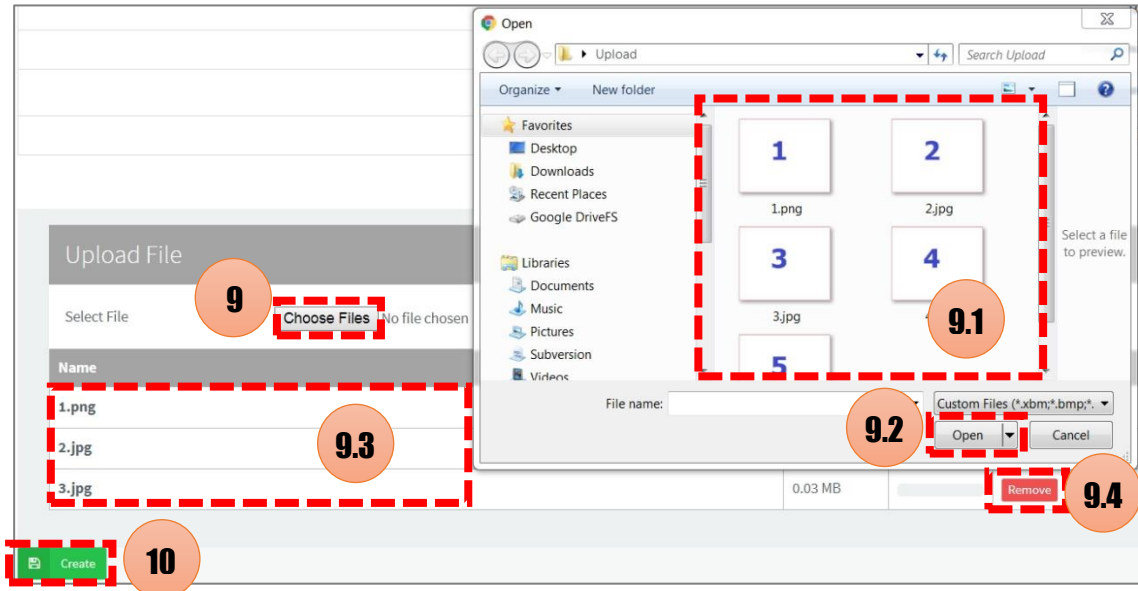 Open
Upload
Search Upload
Organize
New folder
Favorites
Desktop
Downloads
Recent Places
Google DriveFS
Libraries
Documents
Music
Pictures
Subversion
Videos
1
2
1.png
2.jpg
3
4
3.jpg
9.1
5
Select a file
to preview.
File name:
Custom Files (*.xbm;*.bmp;*.
9.2
Open
Cancel
Upload File
9
Select File
Choose Files No file chosen
Name
1.png
2.jpg
9.3
3.jpg
0.03 MB
Remove
9.4
Create
10